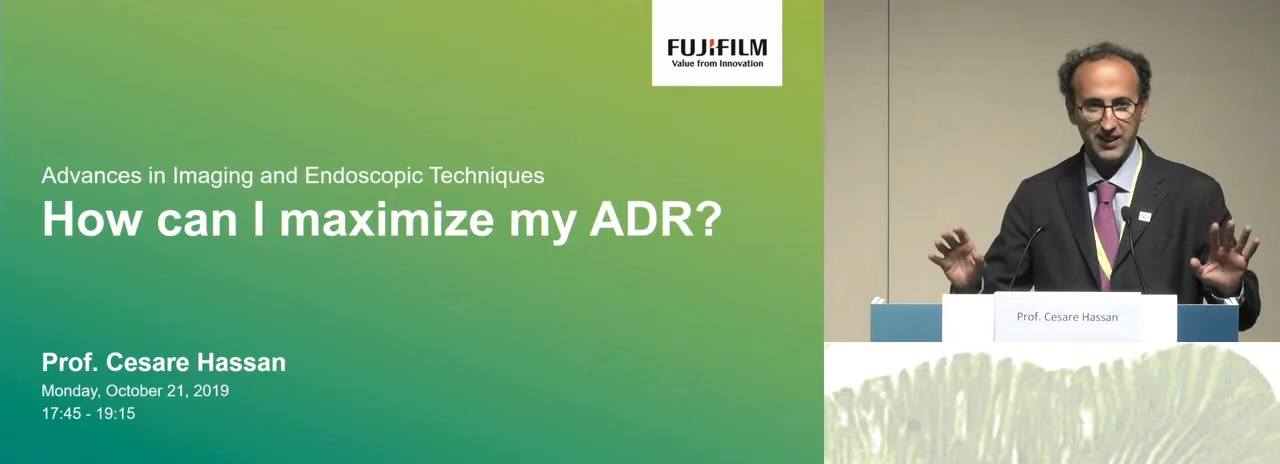 FUJIFILM
Value from Innovation
Advances in Imaging and Endoscopic Techniques
How can I maximize my ADR?
Prof. Cesare Hassan
Monday, October 21, 2019
17:45 - 19:15
Prof. Cesare Hassan